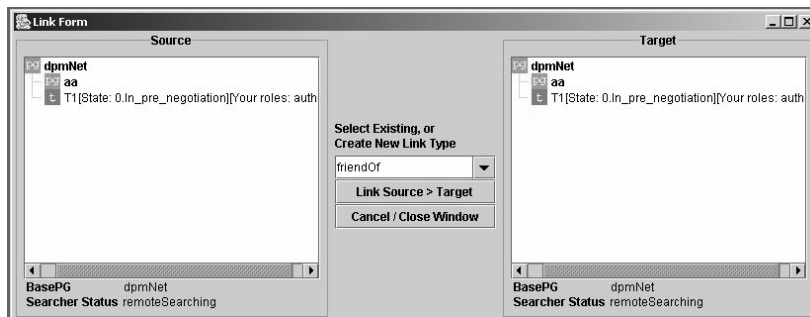 Link Form
Source
pg dpmNet
pg aa
t T1[State: 0.In_pre_negotiation][Your roles: auth
BasePG dpmNet
Searcher Status remoteSearching
Select Existing, or
Create New Link Type
friendOf
Link Source > Target
Cancel / Close Window
Target
pg dpmNet
pg aa
t T1[State: 0.In_pre_negotiation][Your roles: auth
BasePG dpmNet
Searcher Status remoteSearching